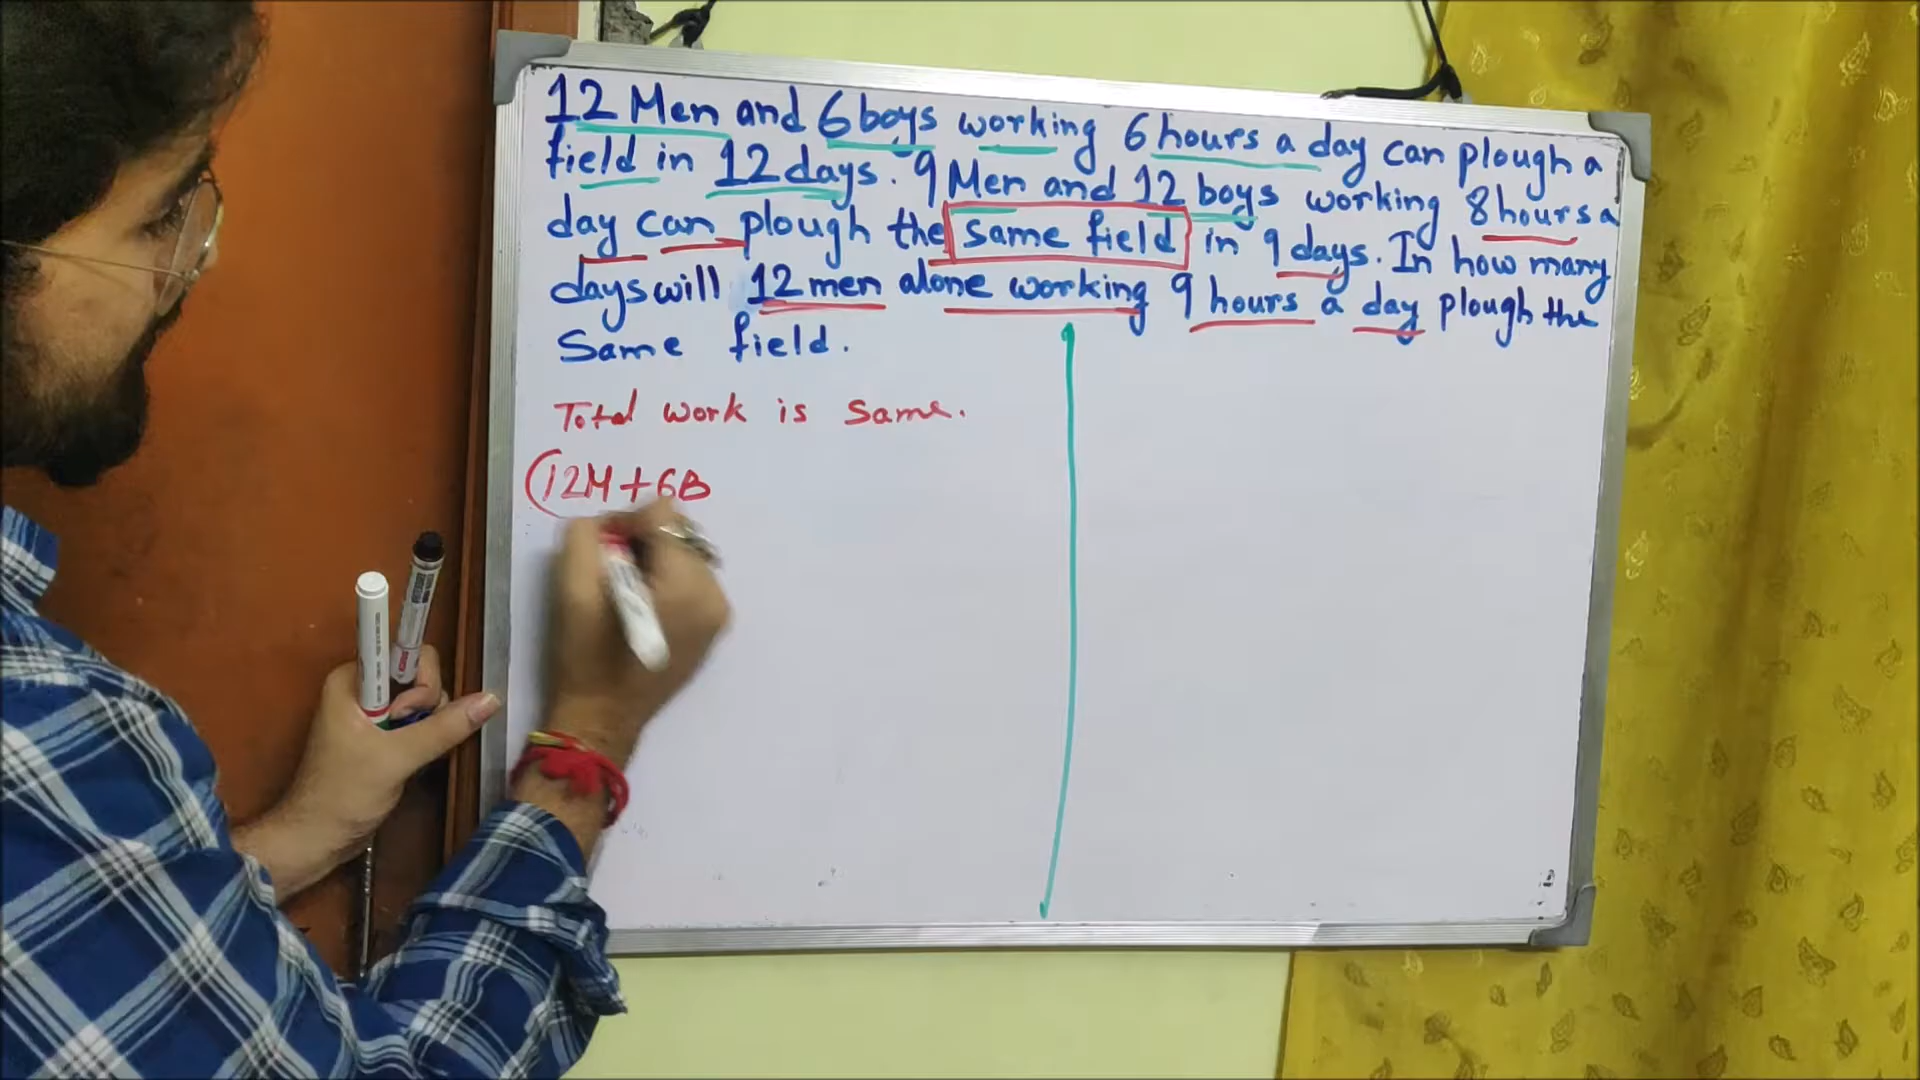 12 Men and 6 boys working 6 hours a day can plough a
field in 12 days. 9 Men and 12 boys working 8 hours a
day can plough the same field in 9 days. In how many
days will 12 men alone working 9 hours a day plough the
Same field.
Total work is Same.
(12M+6B